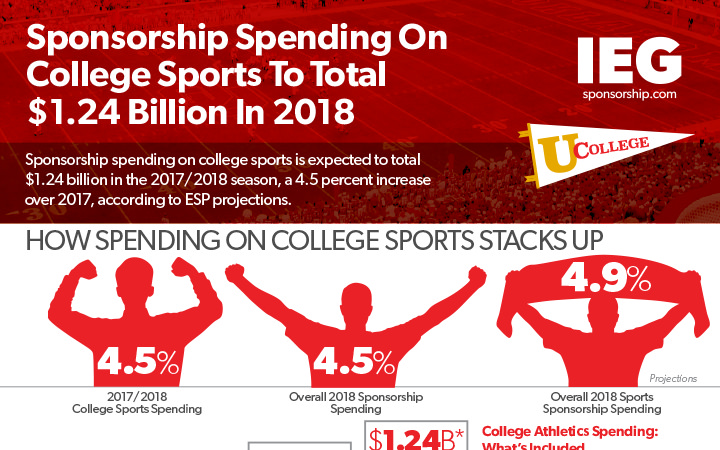 Sponsorship Spending On
College Sports To Total
$1.24 Billion In 2018
IEG
sponsorship.com
U COLLEGE
Sponsorship spending on college sports is expected to total
$1.24 billion in the 2017/2018 season, a 4.5 percent increase
over 2017, according to ESP projections.
HOW SPENDING ON COLLEGE SPORTS STACKS UP
4.5%
4.5%
4.9%
Projections
2017/2018
College Sports Spending
Overall 2018 Sponsorship
Spending
Overall 2018 Sports
Sponsorship Spending
$1.24B*
College Athletics Spending:
What's Included